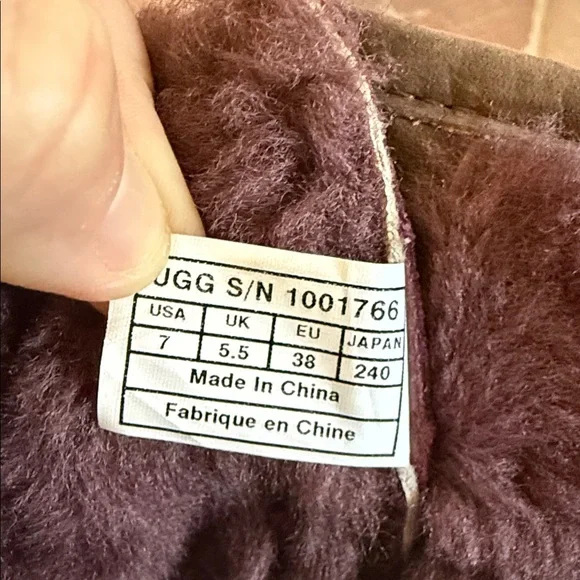 UGG S/N 1001766
USA UK EU JAPAN
7 5.5 38 240
Made In China
Fabrique en Chine